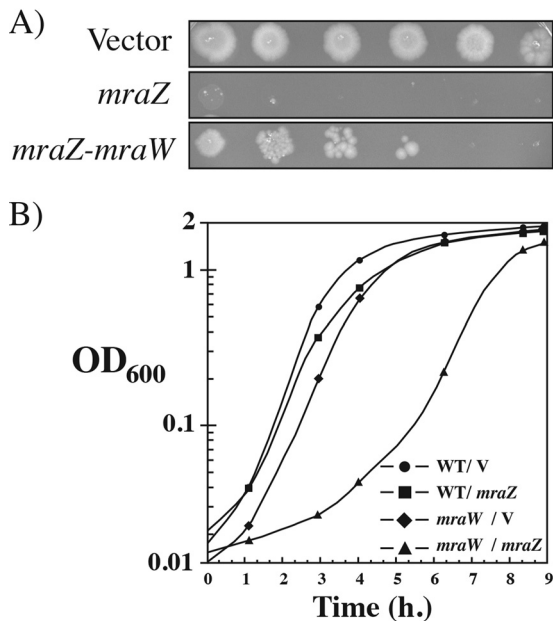 A)
Vector
mraZ
mraZ-mraW
B)
2
1
OD600
0.1
0.01
WT/ V
WT/ mraZ
mraW / V
mraW / mraZ
0 1 2 3 4 5 6 7 8 9
Time (h.)